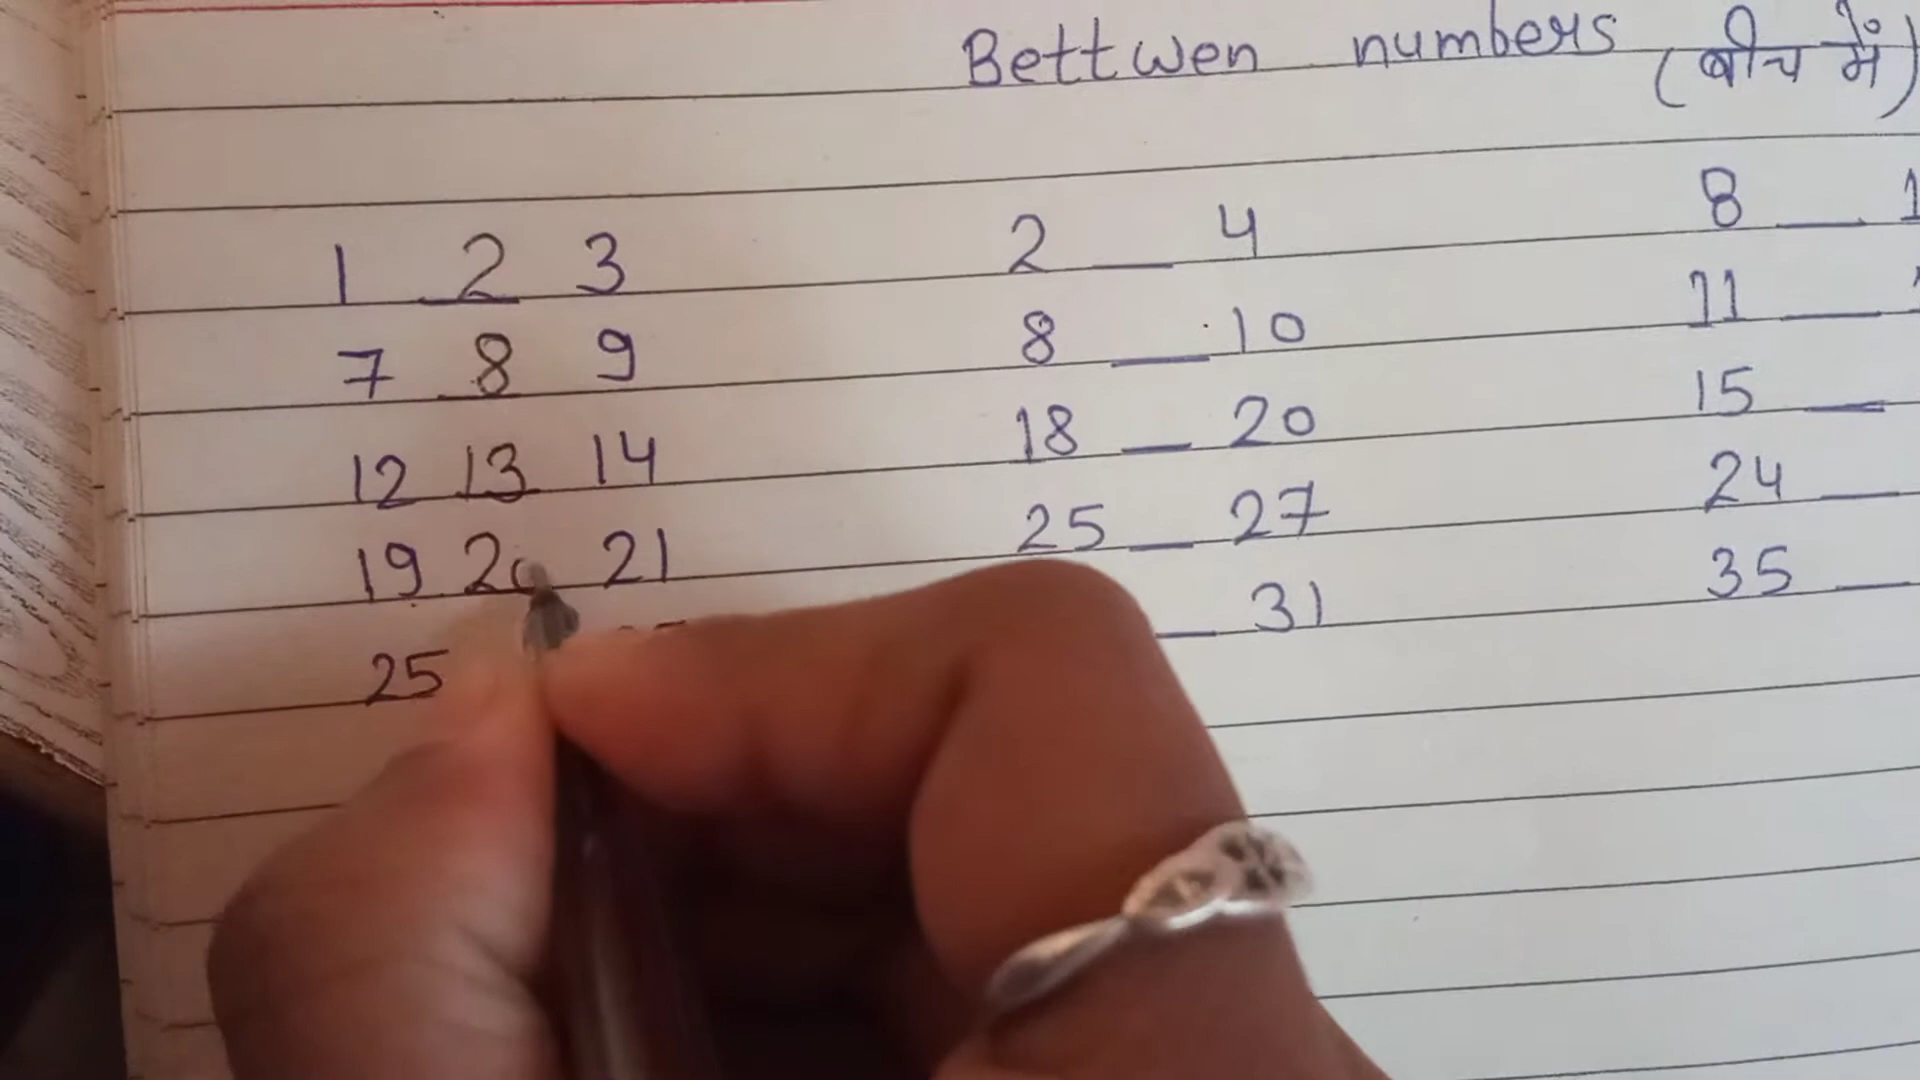 Bettwen numbers (बीच में)
1 2 3 2 __ 4 8 __ 1
7 8 9 8 __ 10 11 __
12 13 14 18 __ 20 15 __
19 20 21 25 __ 27 24 __
25 __ 31 35 __